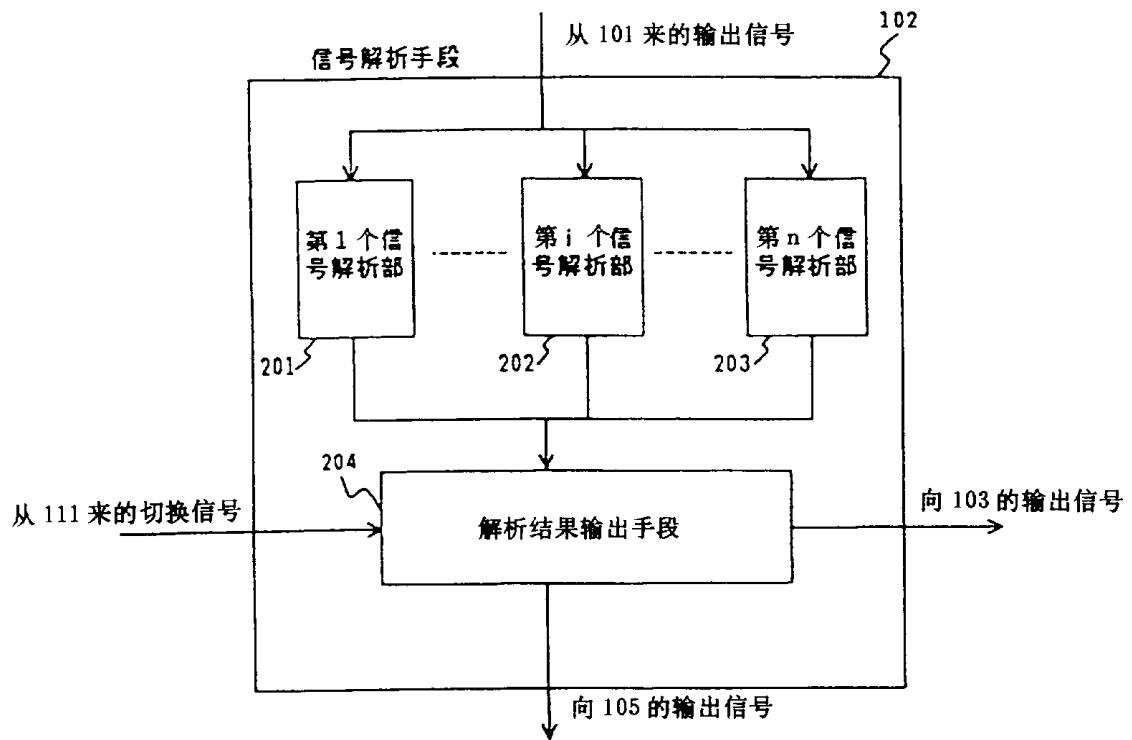 102
从 101 来的输出信号
信号解析手段
第 1 个信
号解析部
第 i 个信
号解析部
第 n 个信
号解析部
201
202
203
204
从 111 来的切换信号
解析结果输出手段
向 103 的输出信号
向 105 的输出信号